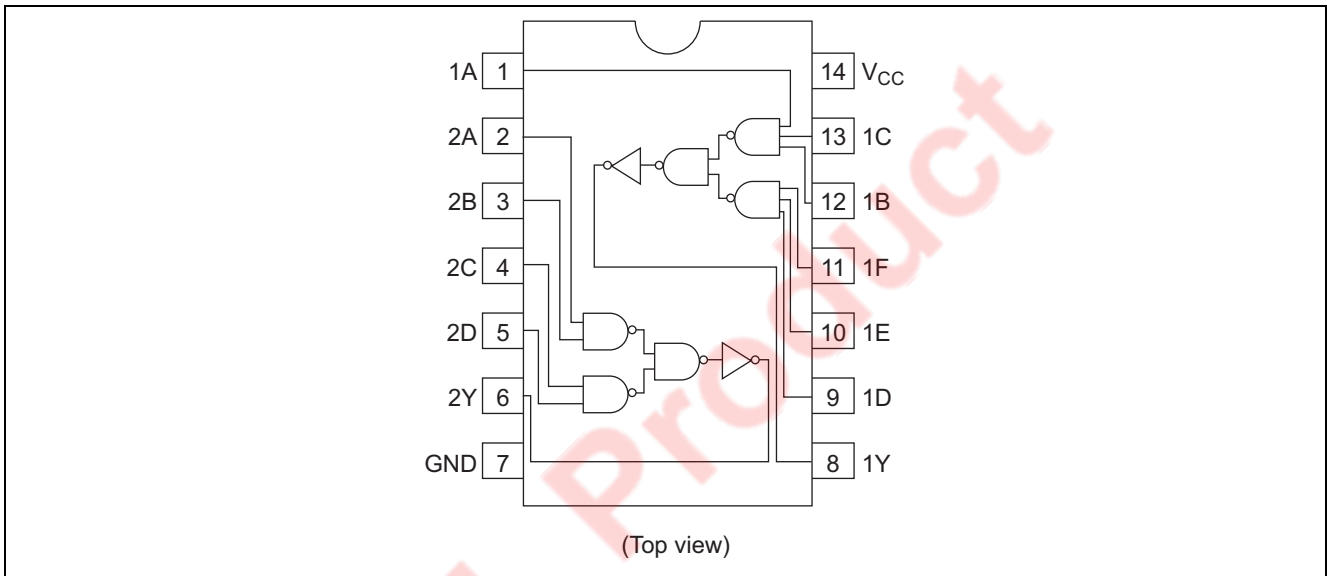 1A 1 14 VCC
2A 2 13 1C
2B 3 12 1B
2C 4 11 1F
2D 5 10 1E
2Y 6 9 1D
GND 7 8 1Y
(Top view)
Product